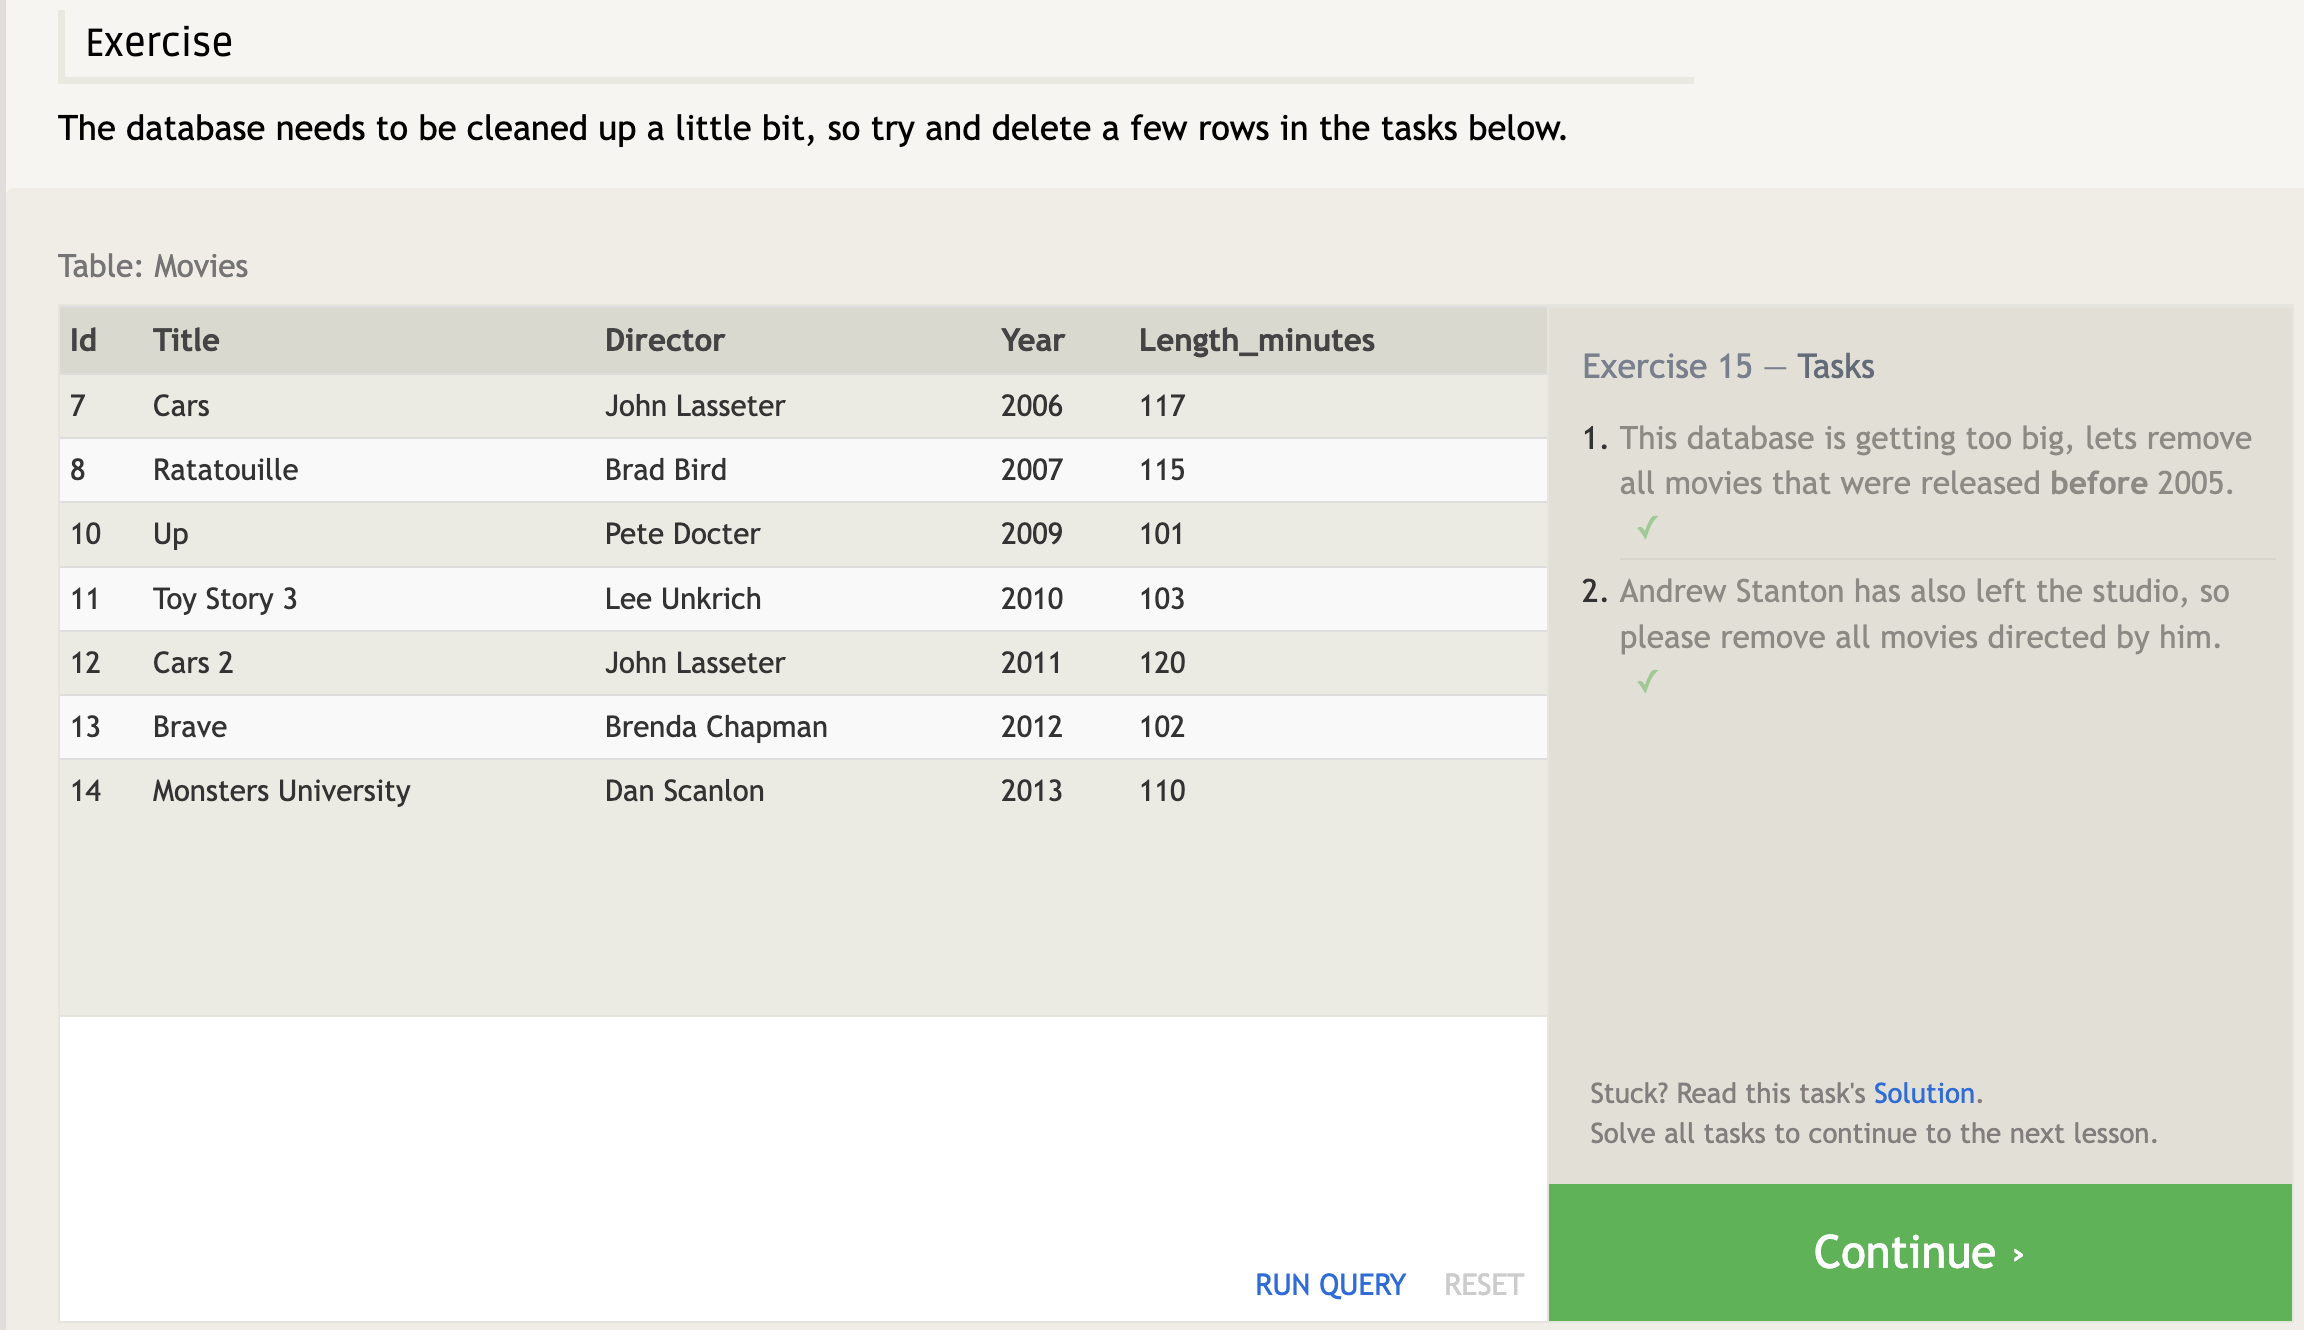 Exercise
The database needs to be cleaned up a little bit, so try and delete a few rows in the tasks below.
Table: Movies
Id Title Director Year Length_minutes
7 Cars John Lasseter 2006 117
8 Ratatouille Brad Bird 2007 115
10 Up Pete Docter 2009 101
11 Toy Story 3 Lee Unkrich 2010 103
12 Cars 2 John Lasseter 2011 120
13 Brave Brenda Chapman 2012 102
14 Monsters University Dan Scanlon 2013 110
RUN QUERY RESET
Exercise 15 — Tasks
1. This database is getting too big, lets remove
all movies that were released before 2005.
✓
2. Andrew Stanton has also left the studio, so
please remove all movies directed by him.
✓
Stuck? Read this task's Solution.
Solve all tasks to continue to the next lesson.
Continue ›